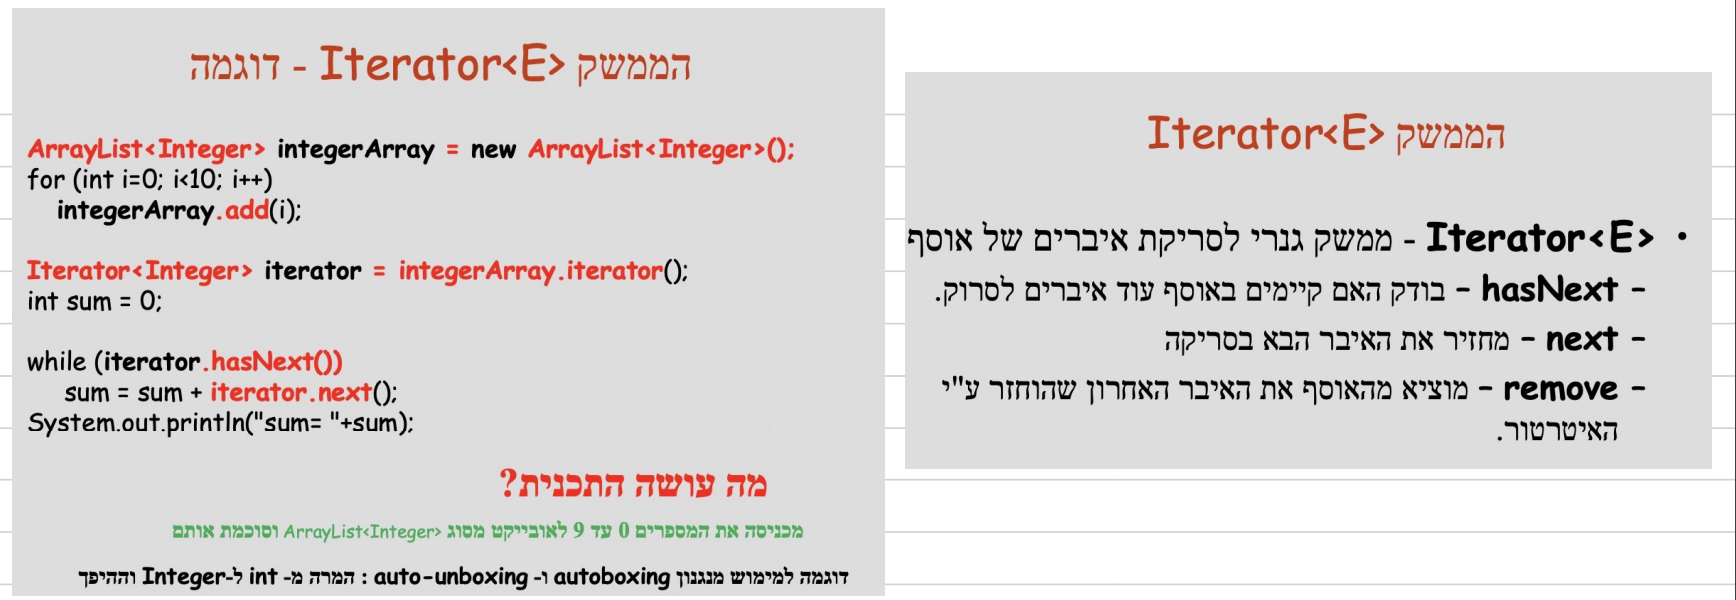 הממשק Iterator<E> - דוגמה
ArrayList<Integer> integerArray = new ArrayList<Integer>();
for (int i=0; i<10; i++)
integerArray.add(i);
Iterator<Integer> iterator = integerArray.iterator();
int sum = 0;
while (iterator.hasNext())
sum = sum + iterator.next();
System.out.println("sum= "+sum);
מה עושה התכנית?
מכניסה את המספרים 0 עד 9 לאובייקט מסוג ArrayList<Integer> וסוכמת אותם
דוגמה למימוש מנגנון autoboxing ו- auto-unboxing : המרה מ- int ל-Integer וההיפך
הממשק Iterator<E>
• Iterator<E> - ממשק גנרי לסריקת איברים של אוסף
– hasNext – בודק האם קיימים באוסף עוד איברים לסרוק.
– next – מחזיר את האיבר הבא בסריקה
– remove – מוציא מהאוסף את האיבר האחרון שהוחזר ע"י
האיטרטור.